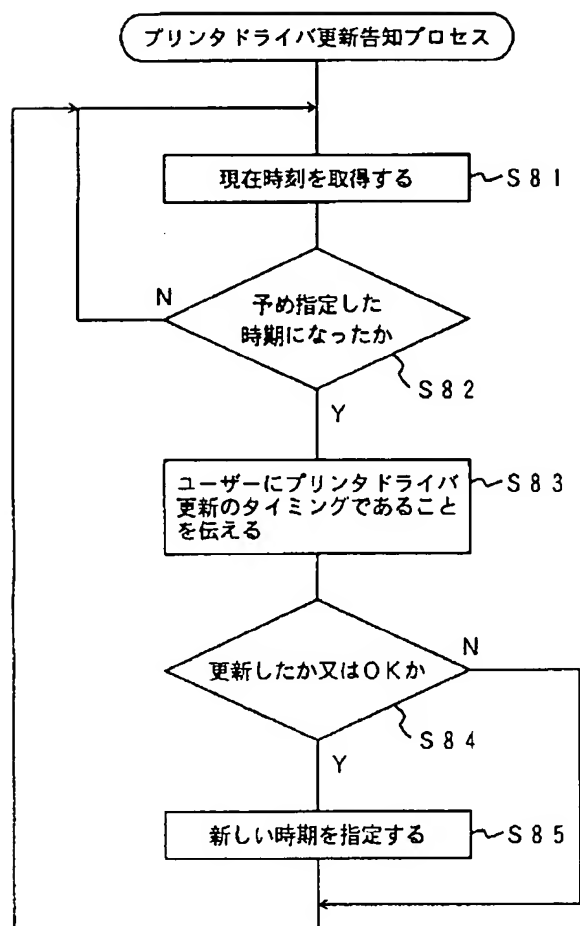 プリンタドライバ更新告知プロセス
現在時刻を取得する
S81
予め指定した
時期になったか
N
S82
Y
ユーザーにプリンタドライバ
更新のタイミングであること
を伝える
S83
更新したか又はOKか
N
S84
Y
新しい時期を指定する
S85